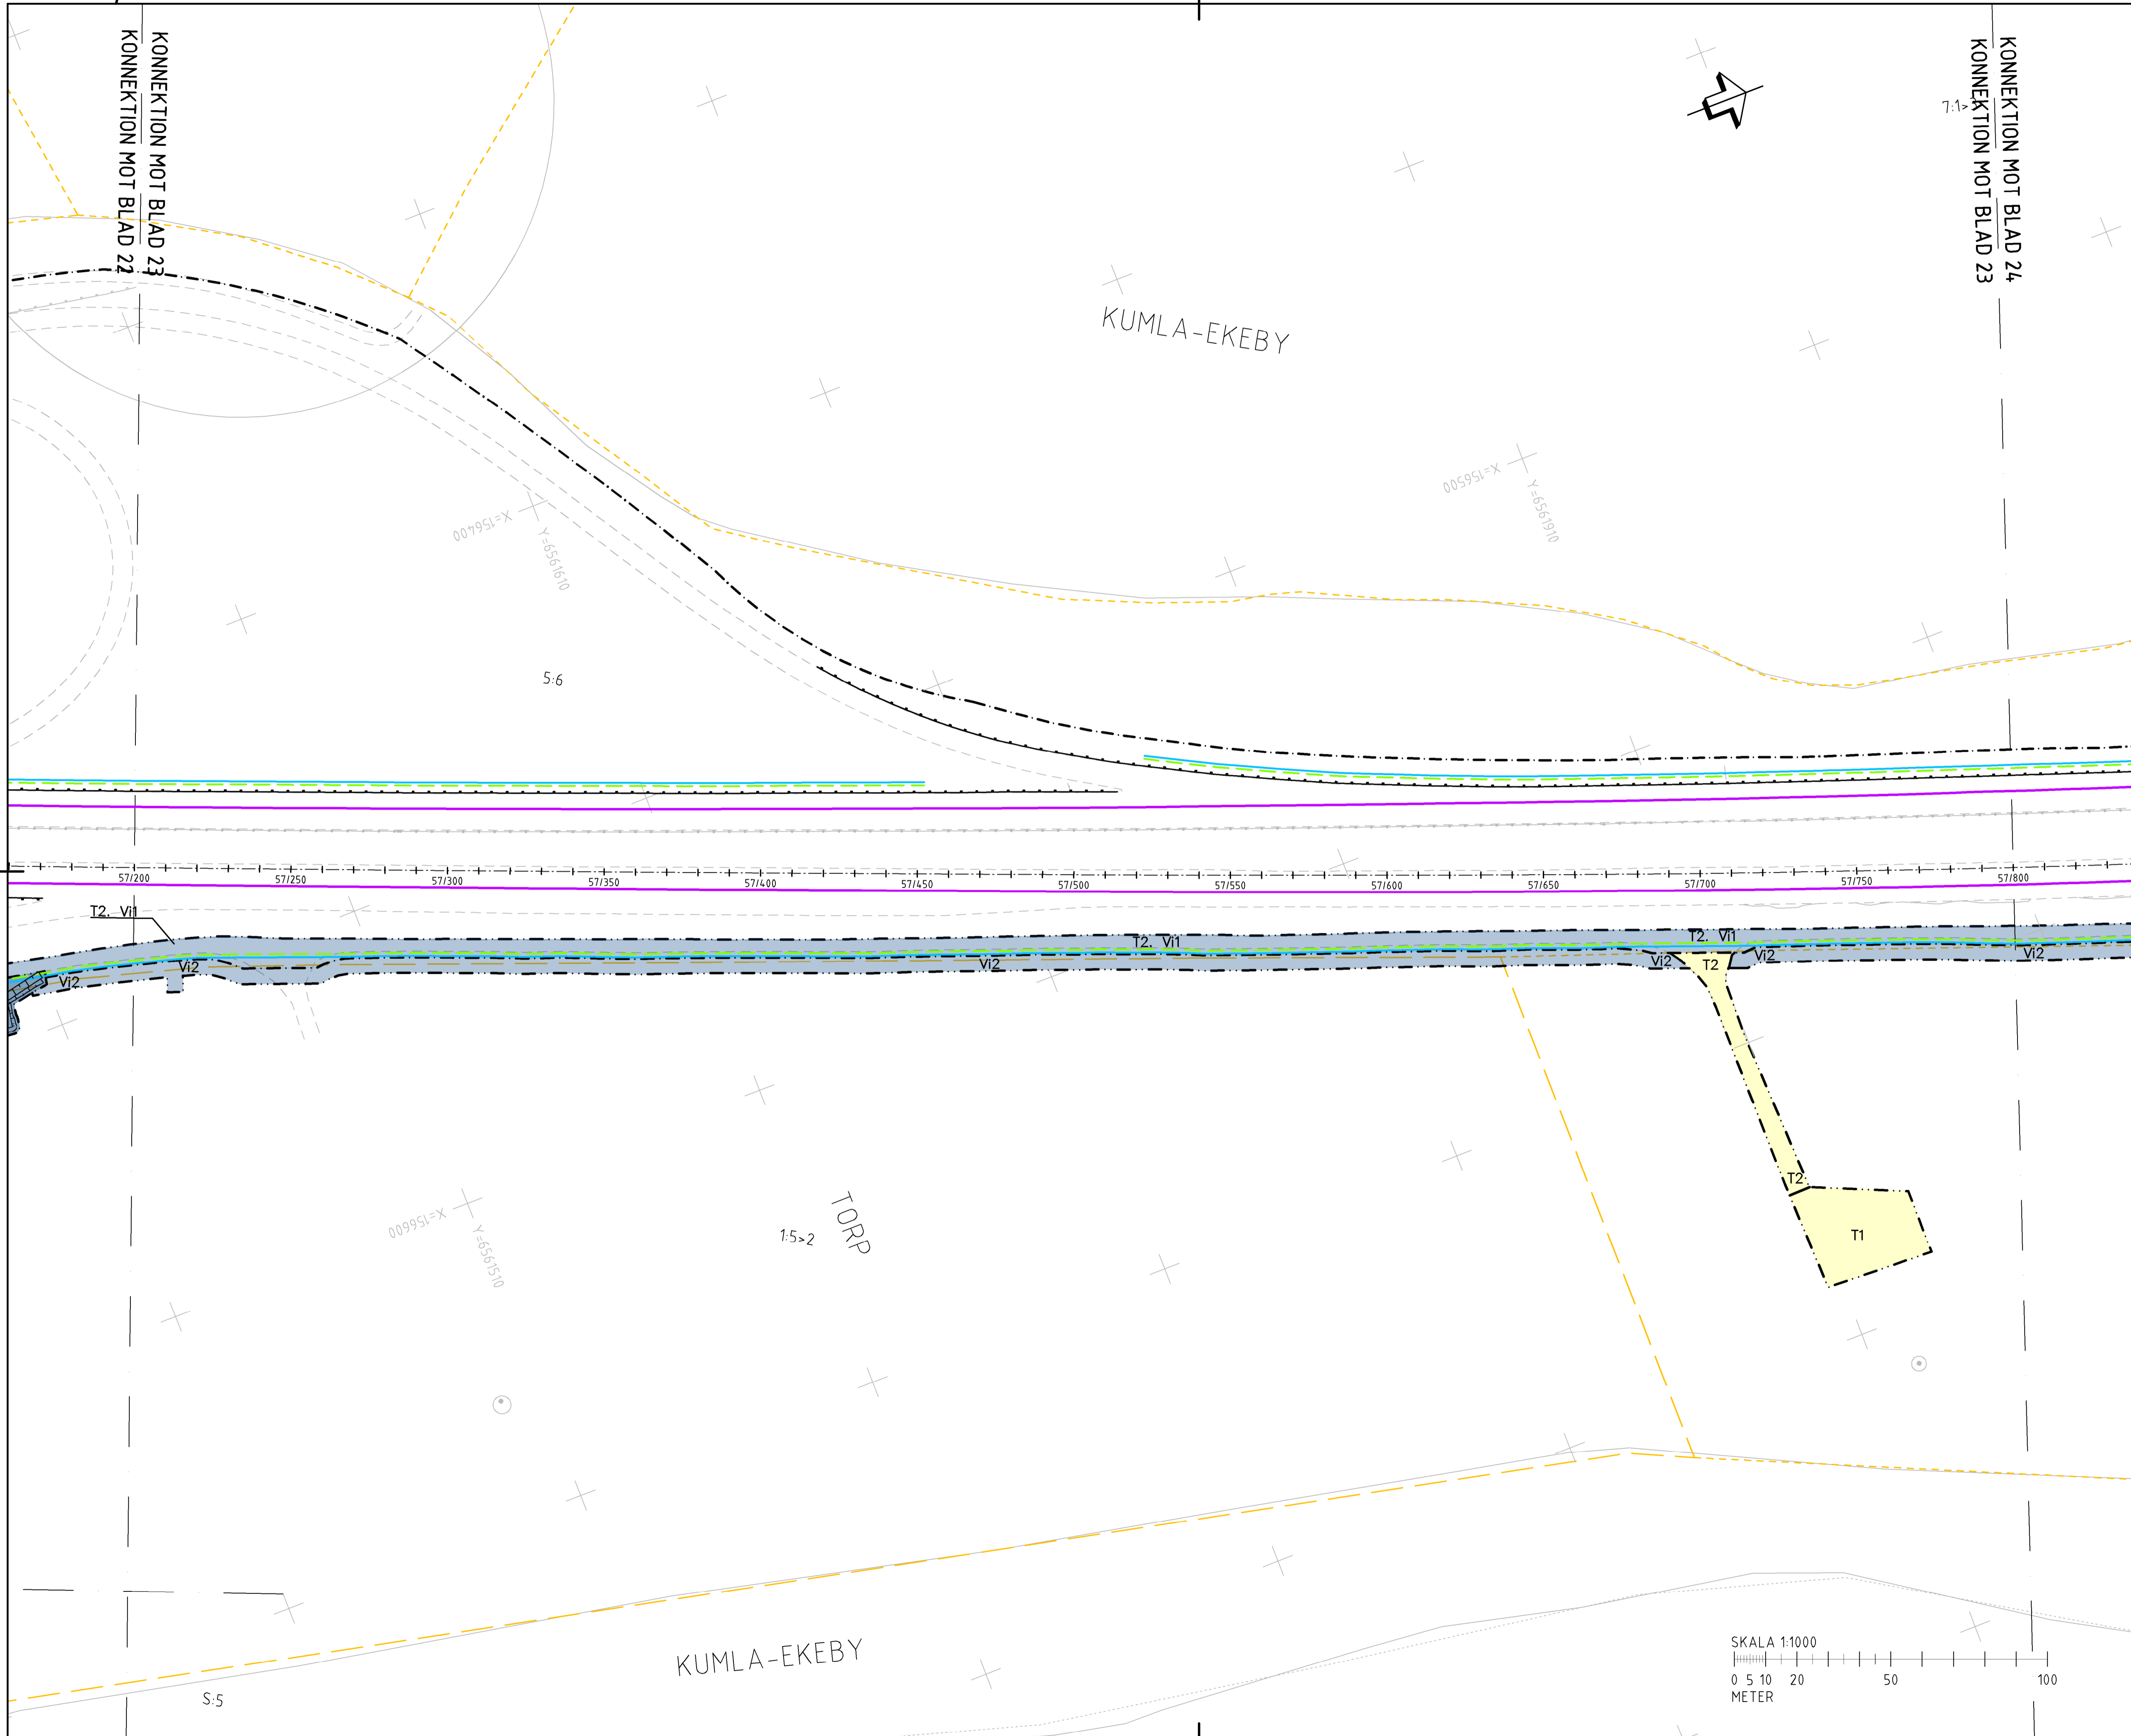 KONNEKTION MOT BLAD 23
KONNEKTION MOT BLAD 22
KONNEKTION MOT BLAD 24
KONNEKTION MOT BLAD 23
7:1>
KUMLA-EKEBY
X=156500
Y=6561910
X=156400
Y=6561610
5:6
57/200
57/250
57/300
57/350
57/400
57/450
57/500
57/550
57/600
57/650
57/700
57/750
57/800
T2. Vi1
T2. Vi1
T2. Vi1
Vi2
Vi2
Vi2
Vi2
T2
Vi2
Vi2
T2
T1
X=156600
Y=6561510
1:5>2
TORP
KUMLA-EKEBY
S:5
SKALA 1:1000
0 5 10 20 50 100
METER